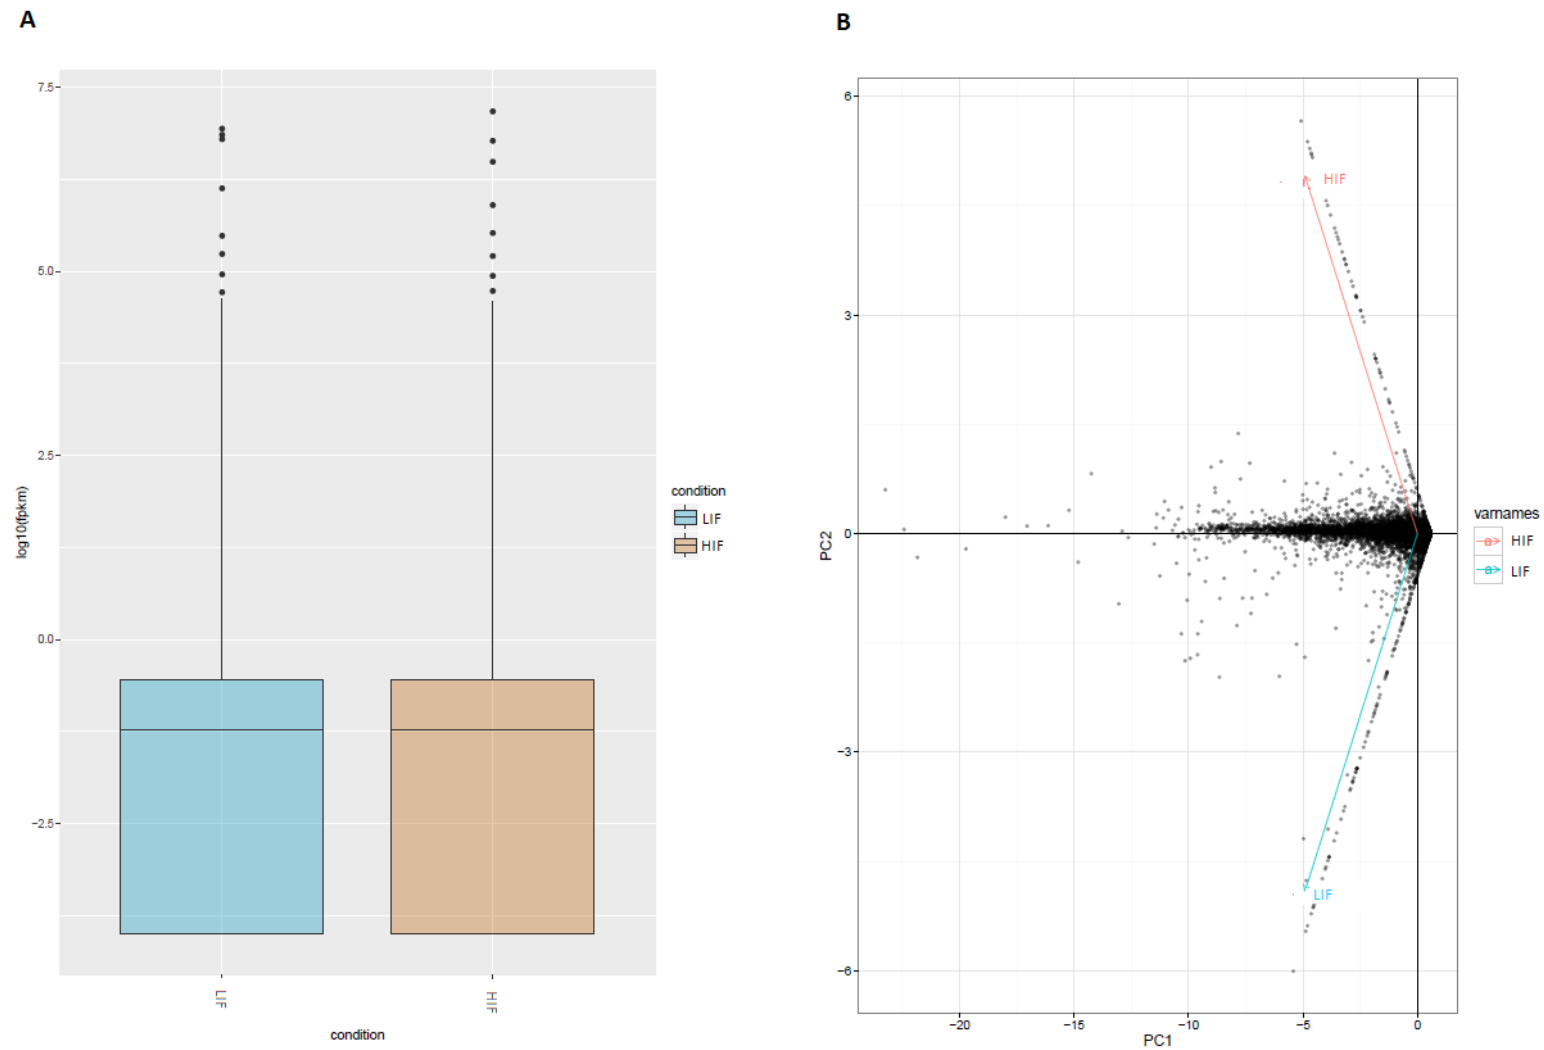 A
7.5
5.0
2.5
0.0
−2.5
log10(fpkm)
LIF
HIF
condition
condition
LIF
HIF
B
6
3
0
−3
−6
PC2
HIF
LIF
−20
−15
−10
−5
0
PC1
varnames
a HIF
a LIF